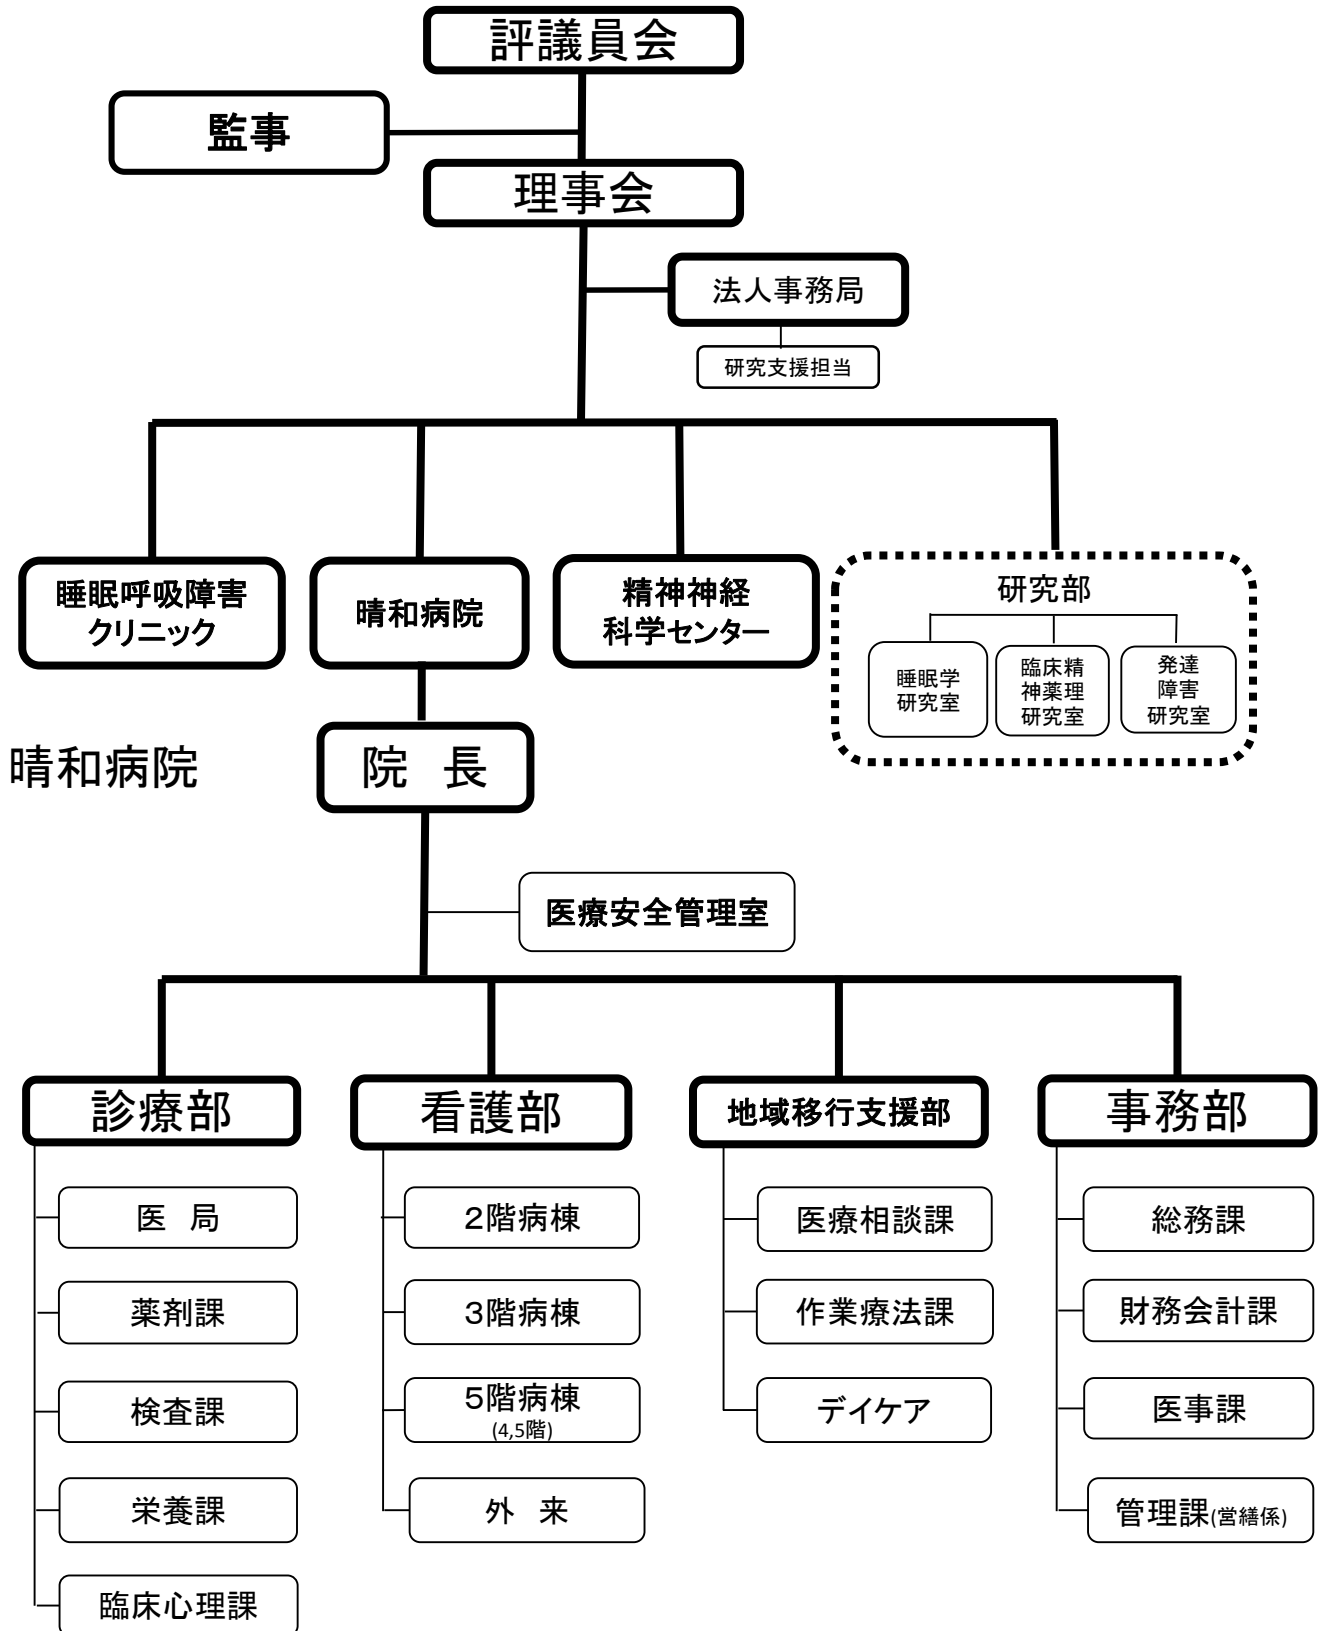 評議員会
監事
理事会
法人事務局
研究支援担当
睡眠呼吸障害
クリニック
晴和病院
精神神経
科学センター
研究部
睡眠学
研究室
臨床精
神薬理
研究室
発達
障害
研究室
晴和病院
院　長
医療安全管理室
診療部
医　局
薬剤課
検査課
栄養課
臨床心理課
看護部
２階病棟
３階病棟
５階病棟
(4,5階)
外　来
地域移行支援部
医療相談課
作業療法課
デイケア
事務部
総務課
財務会計課
医事課
管理課(営繕係)